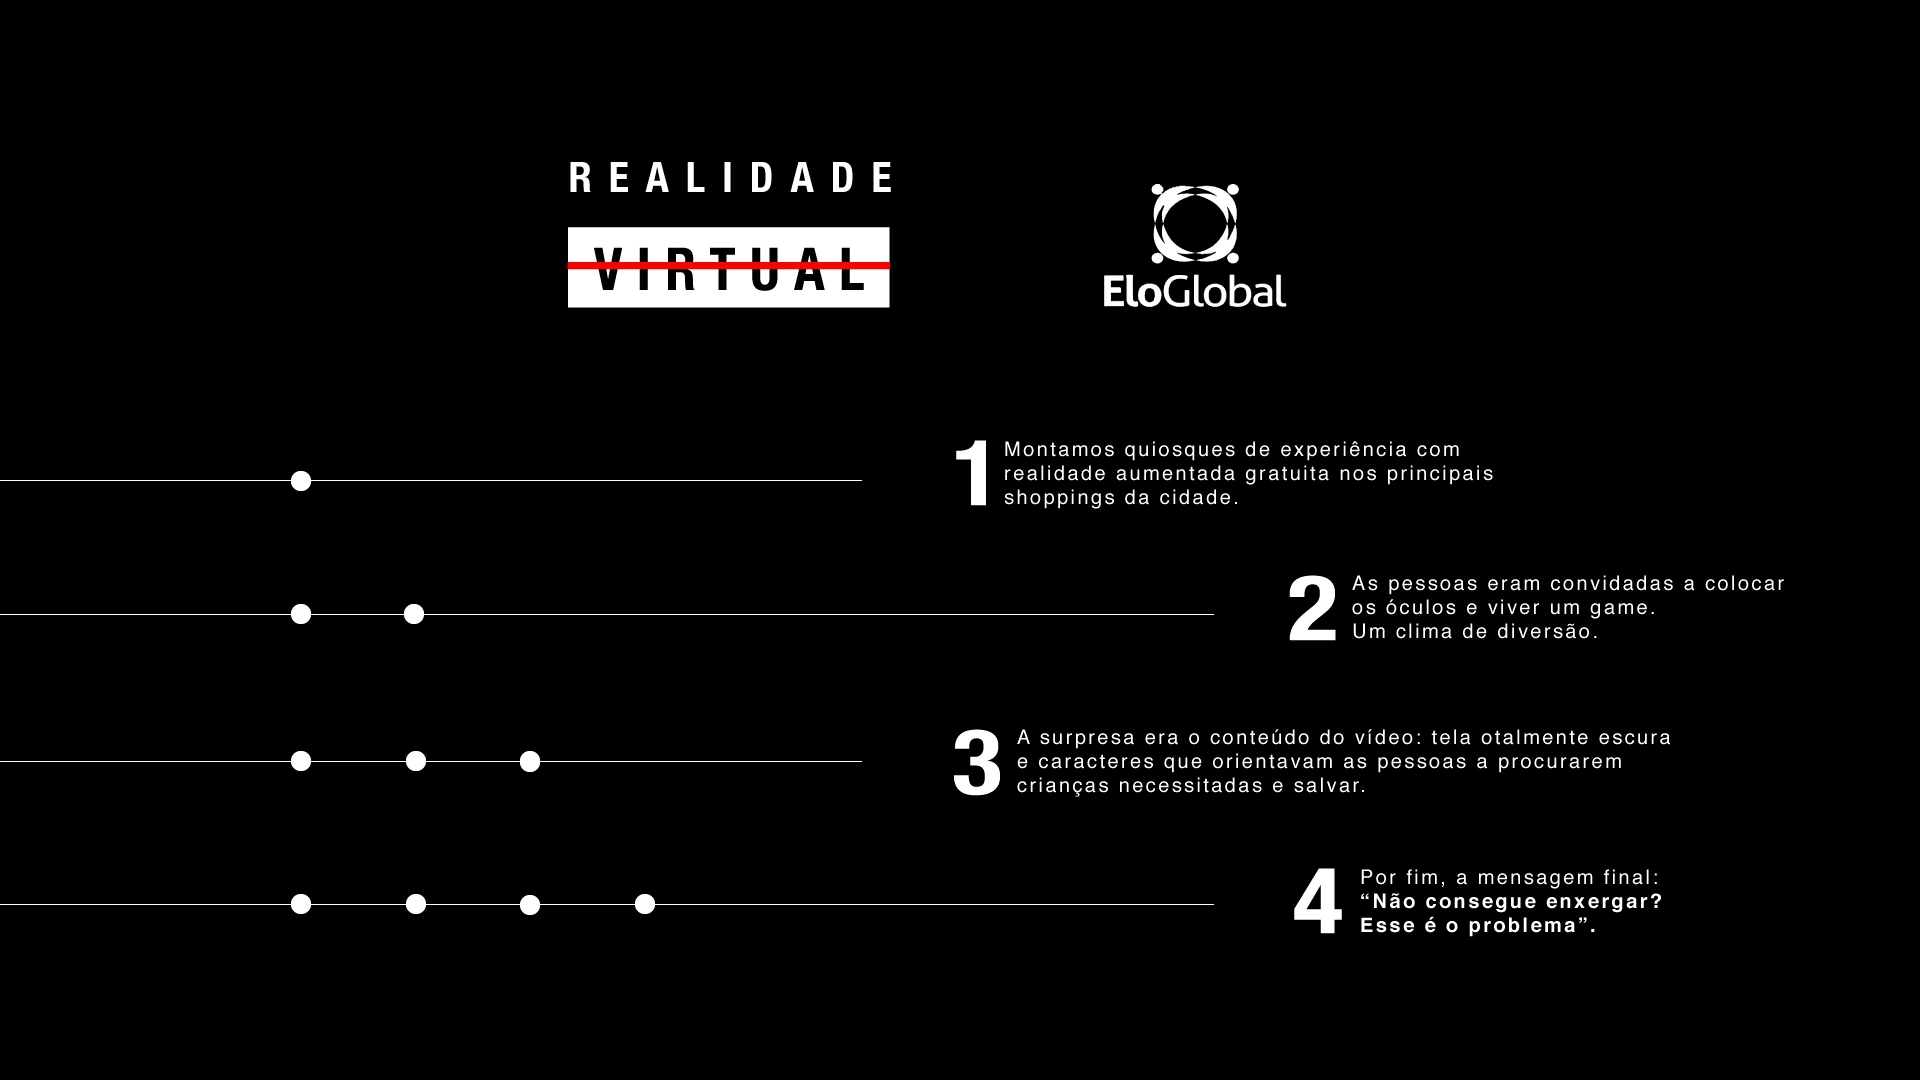 REALIDADE
VIRTUAL
EloGlobal
1
Montamos quiosques de experiência com
realidade aumentada gratuita nos principais
shoppings da cidade.
2
As pessoas eram convidadas a colocar
os óculos e viver um game.
Um clima de diversão.
3
A surpresa era o conteúdo do vídeo: tela otalmente escura
e caracteres que orientavam as pessoas a procurarem
crianças necessitadas e salvar.
4
Por fim, a mensagem final:
“Não consegue enxergar?
Esse é o problema”.